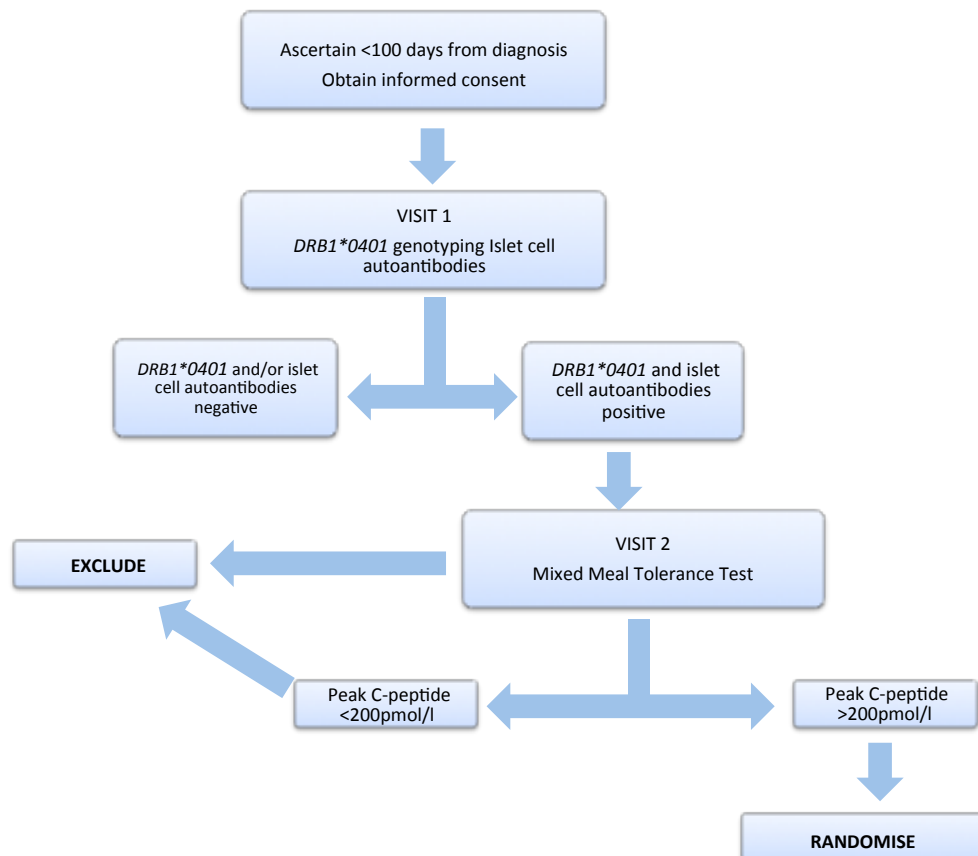 Ascertain <100 days from diagnosis
Obtain informed consent
VISIT 1
DRB1*0401 genotyping Islet cell
autoantibodies
DRB1*0401 and/or islet
cell autoantibodies
negative
DRB1*0401 and islet
cell autoantibodies
positive
VISIT 2
Mixed Meal Tolerance Test
EXCLUDE
Peak C-peptide
<200pmol/l
Peak C-peptide
>200pmol/l
RANDOMISE